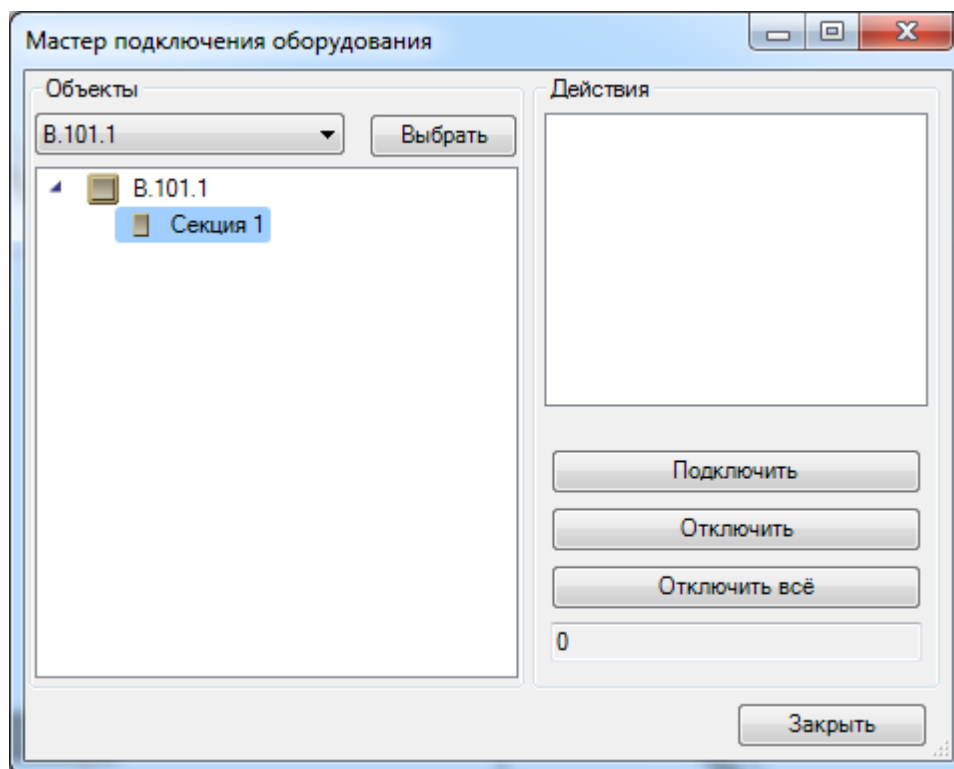 Мастер подключения оборудования
Объекты
В.101.1
Выбрать
В.101.1
Секция 1
Действия
Подключить
Отключить
Отключить всё
0
Закрыть